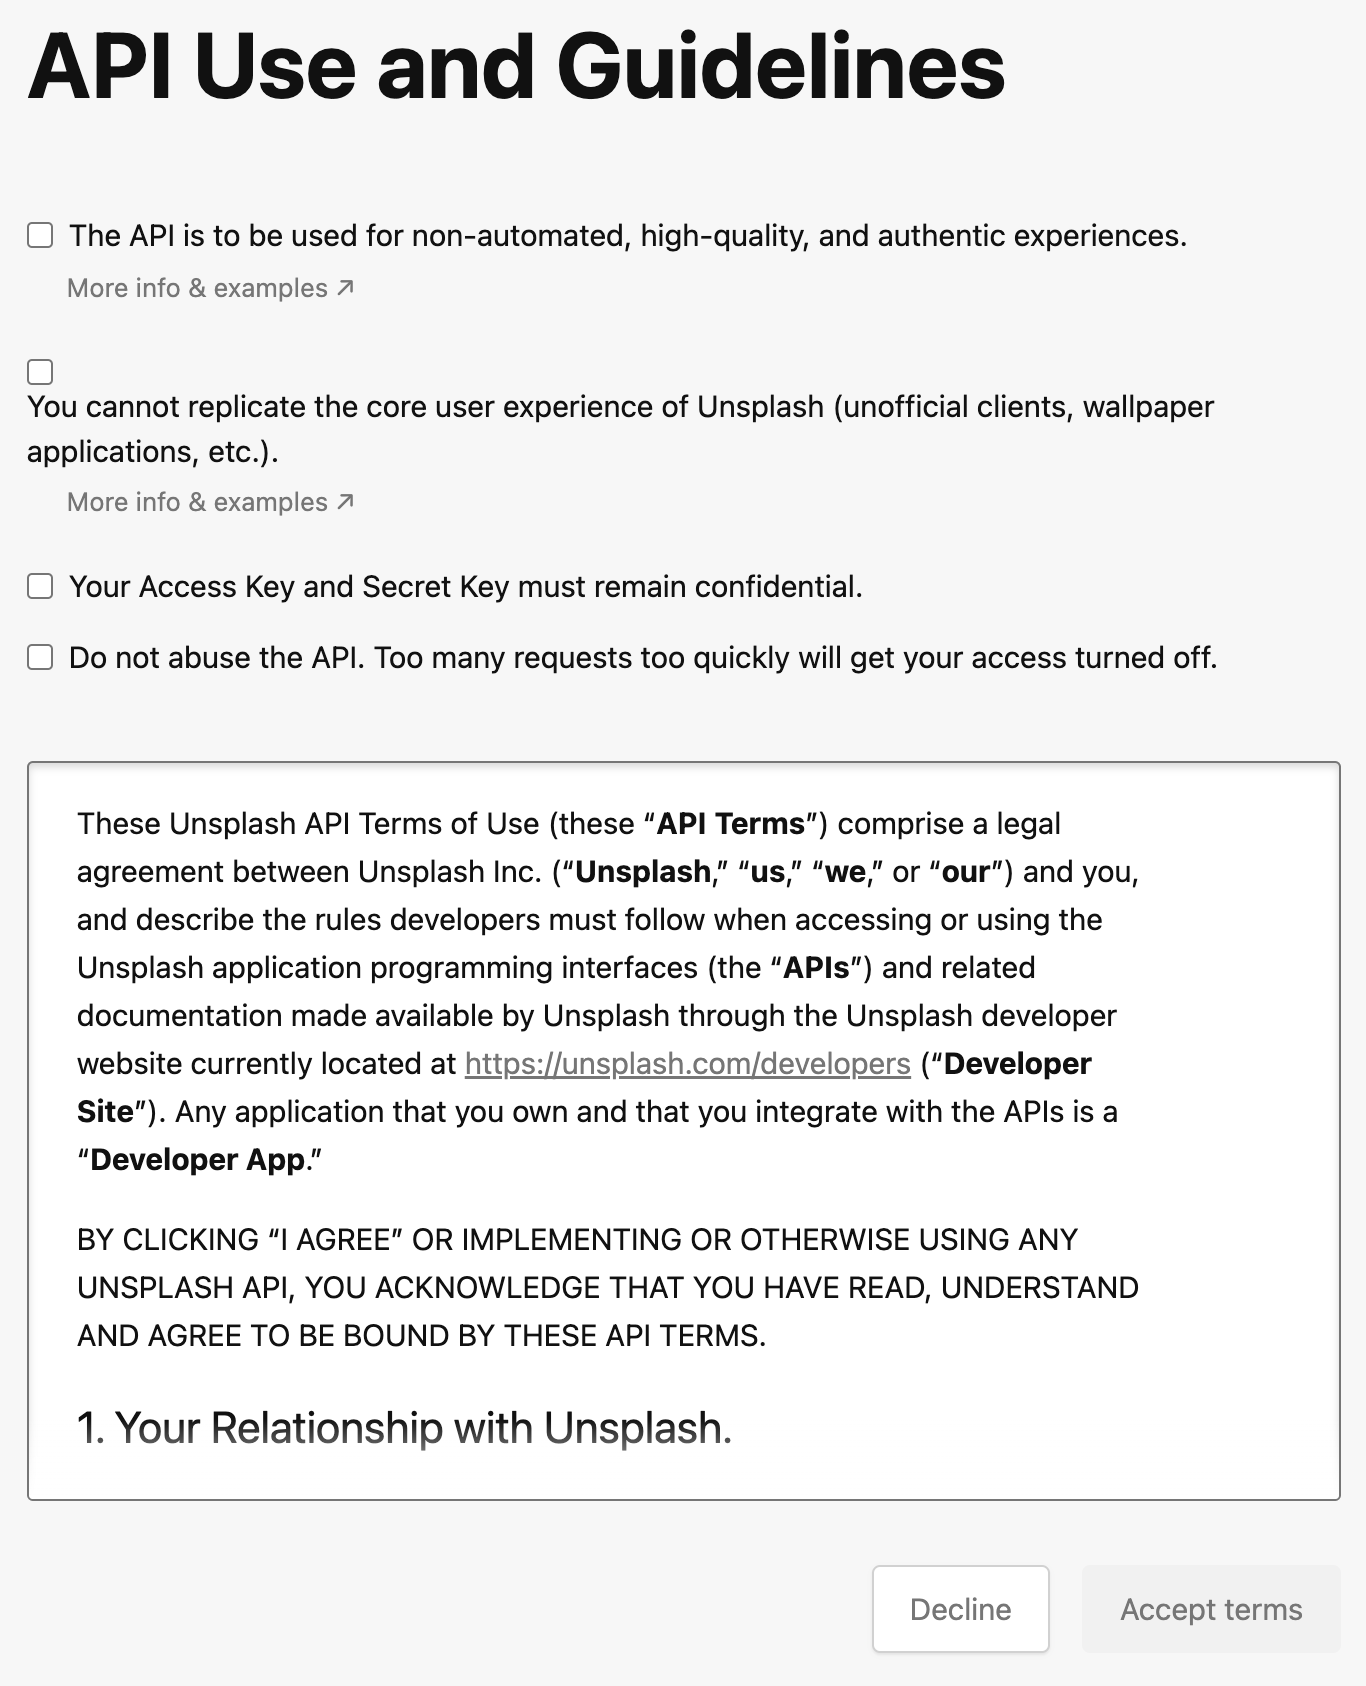 API Use and Guidelines
The API is to be used for non-automated, high-quality, and authentic experiences.
More info & examples ↗
You cannot replicate the core user experience of Unsplash (unofficial clients, wallpaper
applications, etc.).
More info & examples ↗
Your Access Key and Secret Key must remain confidential.
Do not abuse the API. Too many requests too quickly will get your access turned off.
These Unsplash API Terms of Use (these “API Terms”) comprise a legal
agreement between Unsplash Inc. (“Unsplash,” “us,” “we,” or “our”) and you,
and describe the rules developers must follow when accessing or using the
Unsplash application programming interfaces (the “APIs”) and related
documentation made available by Unsplash through the Unsplash developer
website currently located at https://unsplash.com/developers (“Developer
Site”). Any application that you own and that you integrate with the APIs is a
“Developer App.”
BY CLICKING “I AGREE” OR IMPLEMENTING OR OTHERWISE USING ANY
UNSPLASH API, YOU ACKNOWLEDGE THAT YOU HAVE READ, UNDERSTAND
AND AGREE TO BE BOUND BY THESE API TERMS.
1. Your Relationship with Unsplash.
Decline
Accept terms